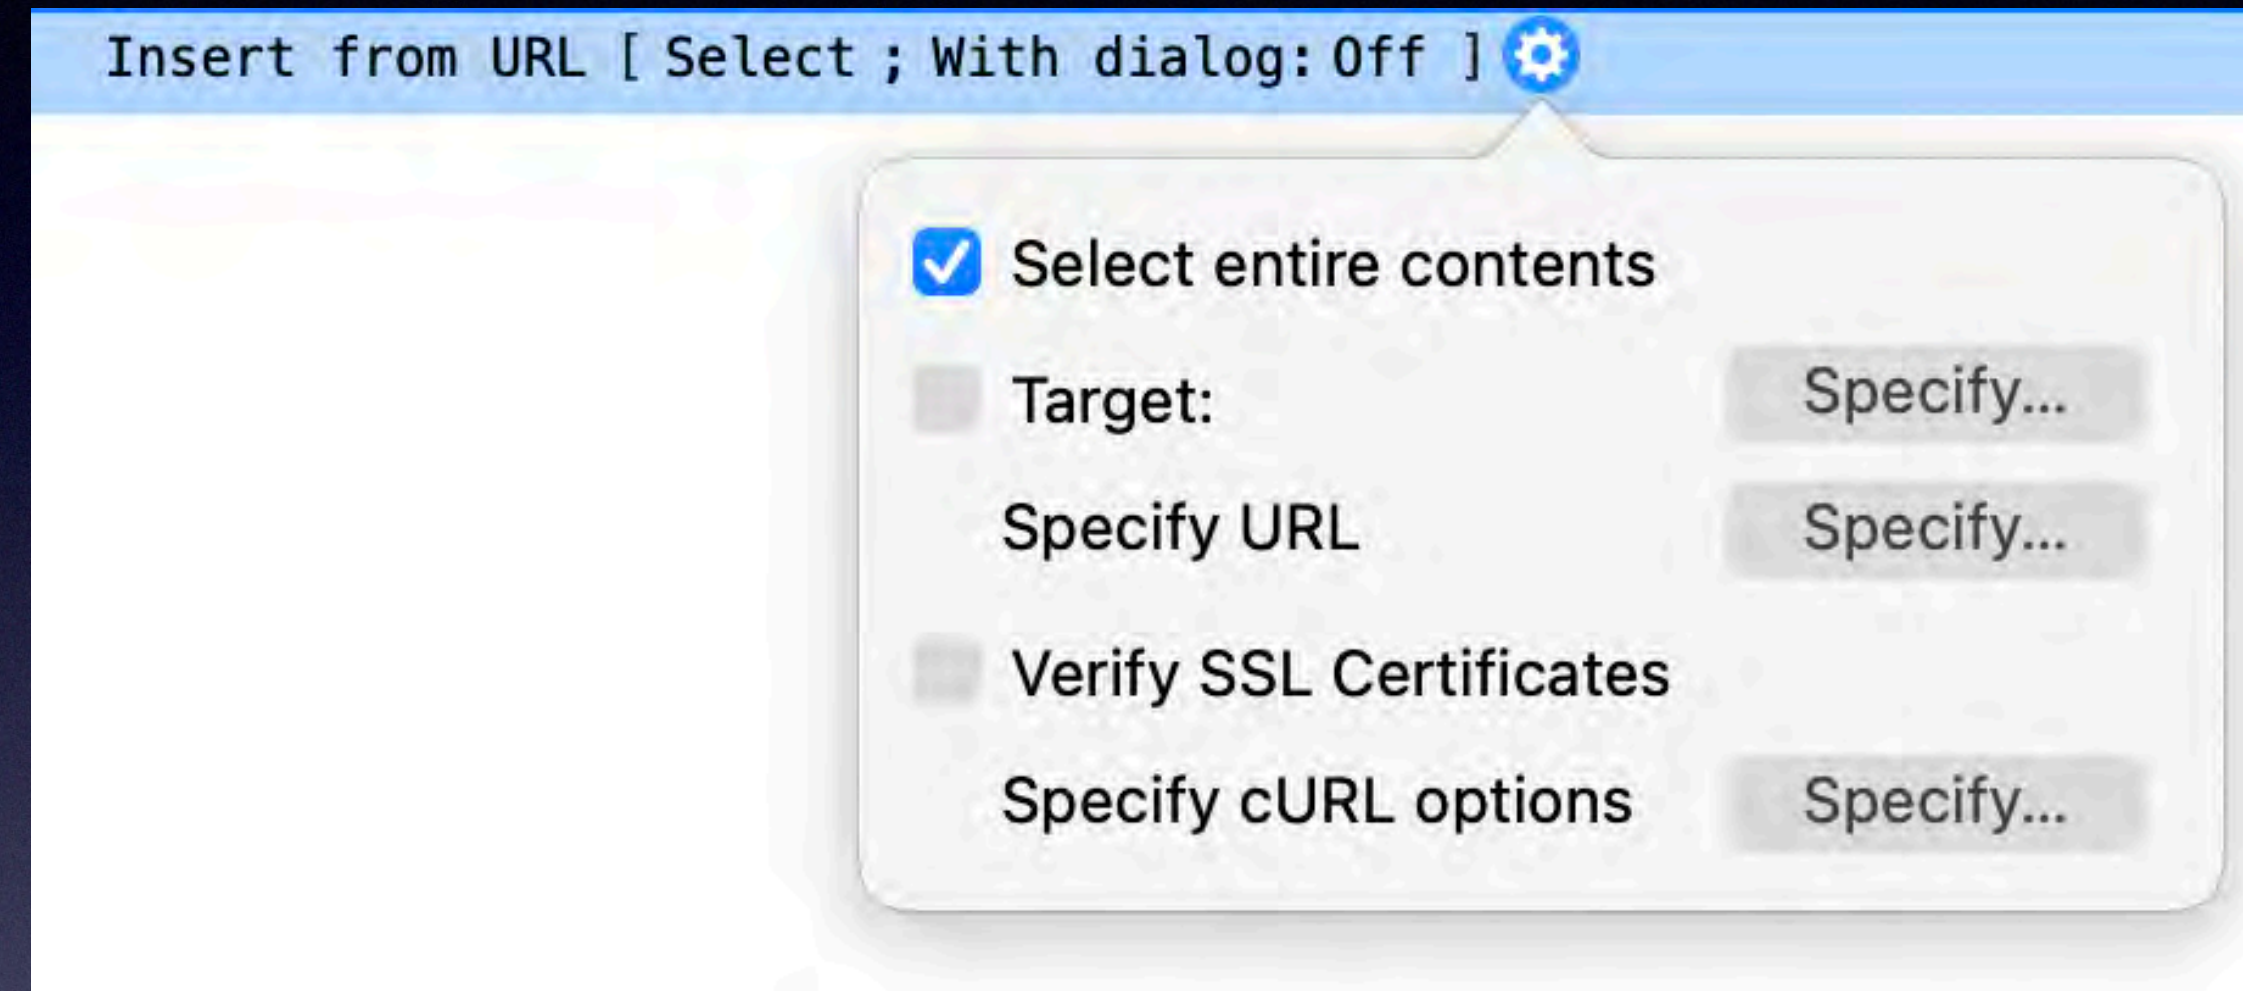 Insert from URL [ Select ; With dialog: Off ]
Select entire contents
Target: Specify...
Specify URL Specify...
Verify SSL Certificates
Specify cURL options Specify...